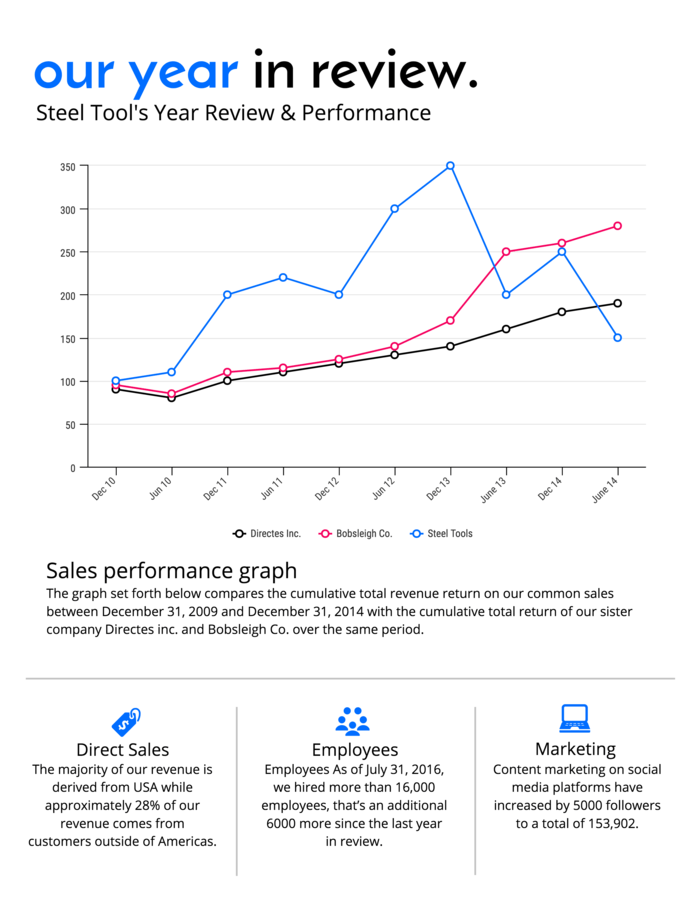 our year in review.
Steel Tool's Year Review & Performance
350
300
250
200
150
100
50
0
Dec 10
Jun 10
Dec 11
Jun 11
Dec 12
Jun 12
Dec 13
June 13
Dec 14
June 14
Directes Inc.
Bobsleigh Co.
Steel Tools
Sales performance graph
The graph set forth below compares the cumulative total revenue return on our common sales
between December 31, 2009 and December 31, 2014 with the cumulative total return of our sister
company Directes inc. and Bobsleigh Co. over the same period.
Direct Sales
The majority of our revenue is
derived from USA while
approximately 28% of our
revenue comes from
customers outside of Americas.
Employees
Employees As of July 31, 2016,
we hired more than 16,000
employees, that's an additional
6000 more since the last year
in review.
Marketing
Content marketing on social
media platforms have
increased by 5000 followers
to a total of 153,902.